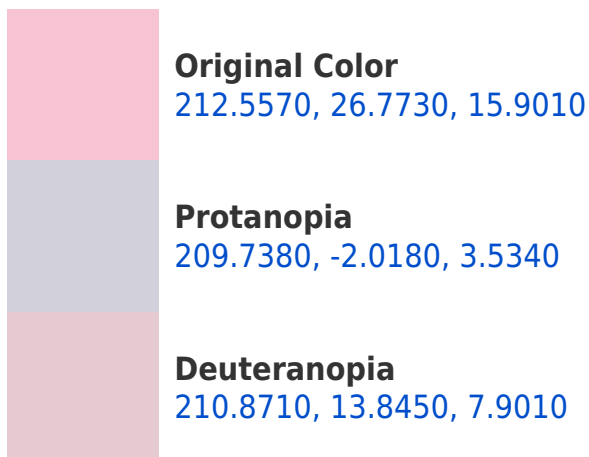 Original Color
212.5570, 26.7730, 15.9010
Protanopia
209.7380, -2.0180, 3.5340
Deuteranopia
210.8710, 13.8450, 7.9010